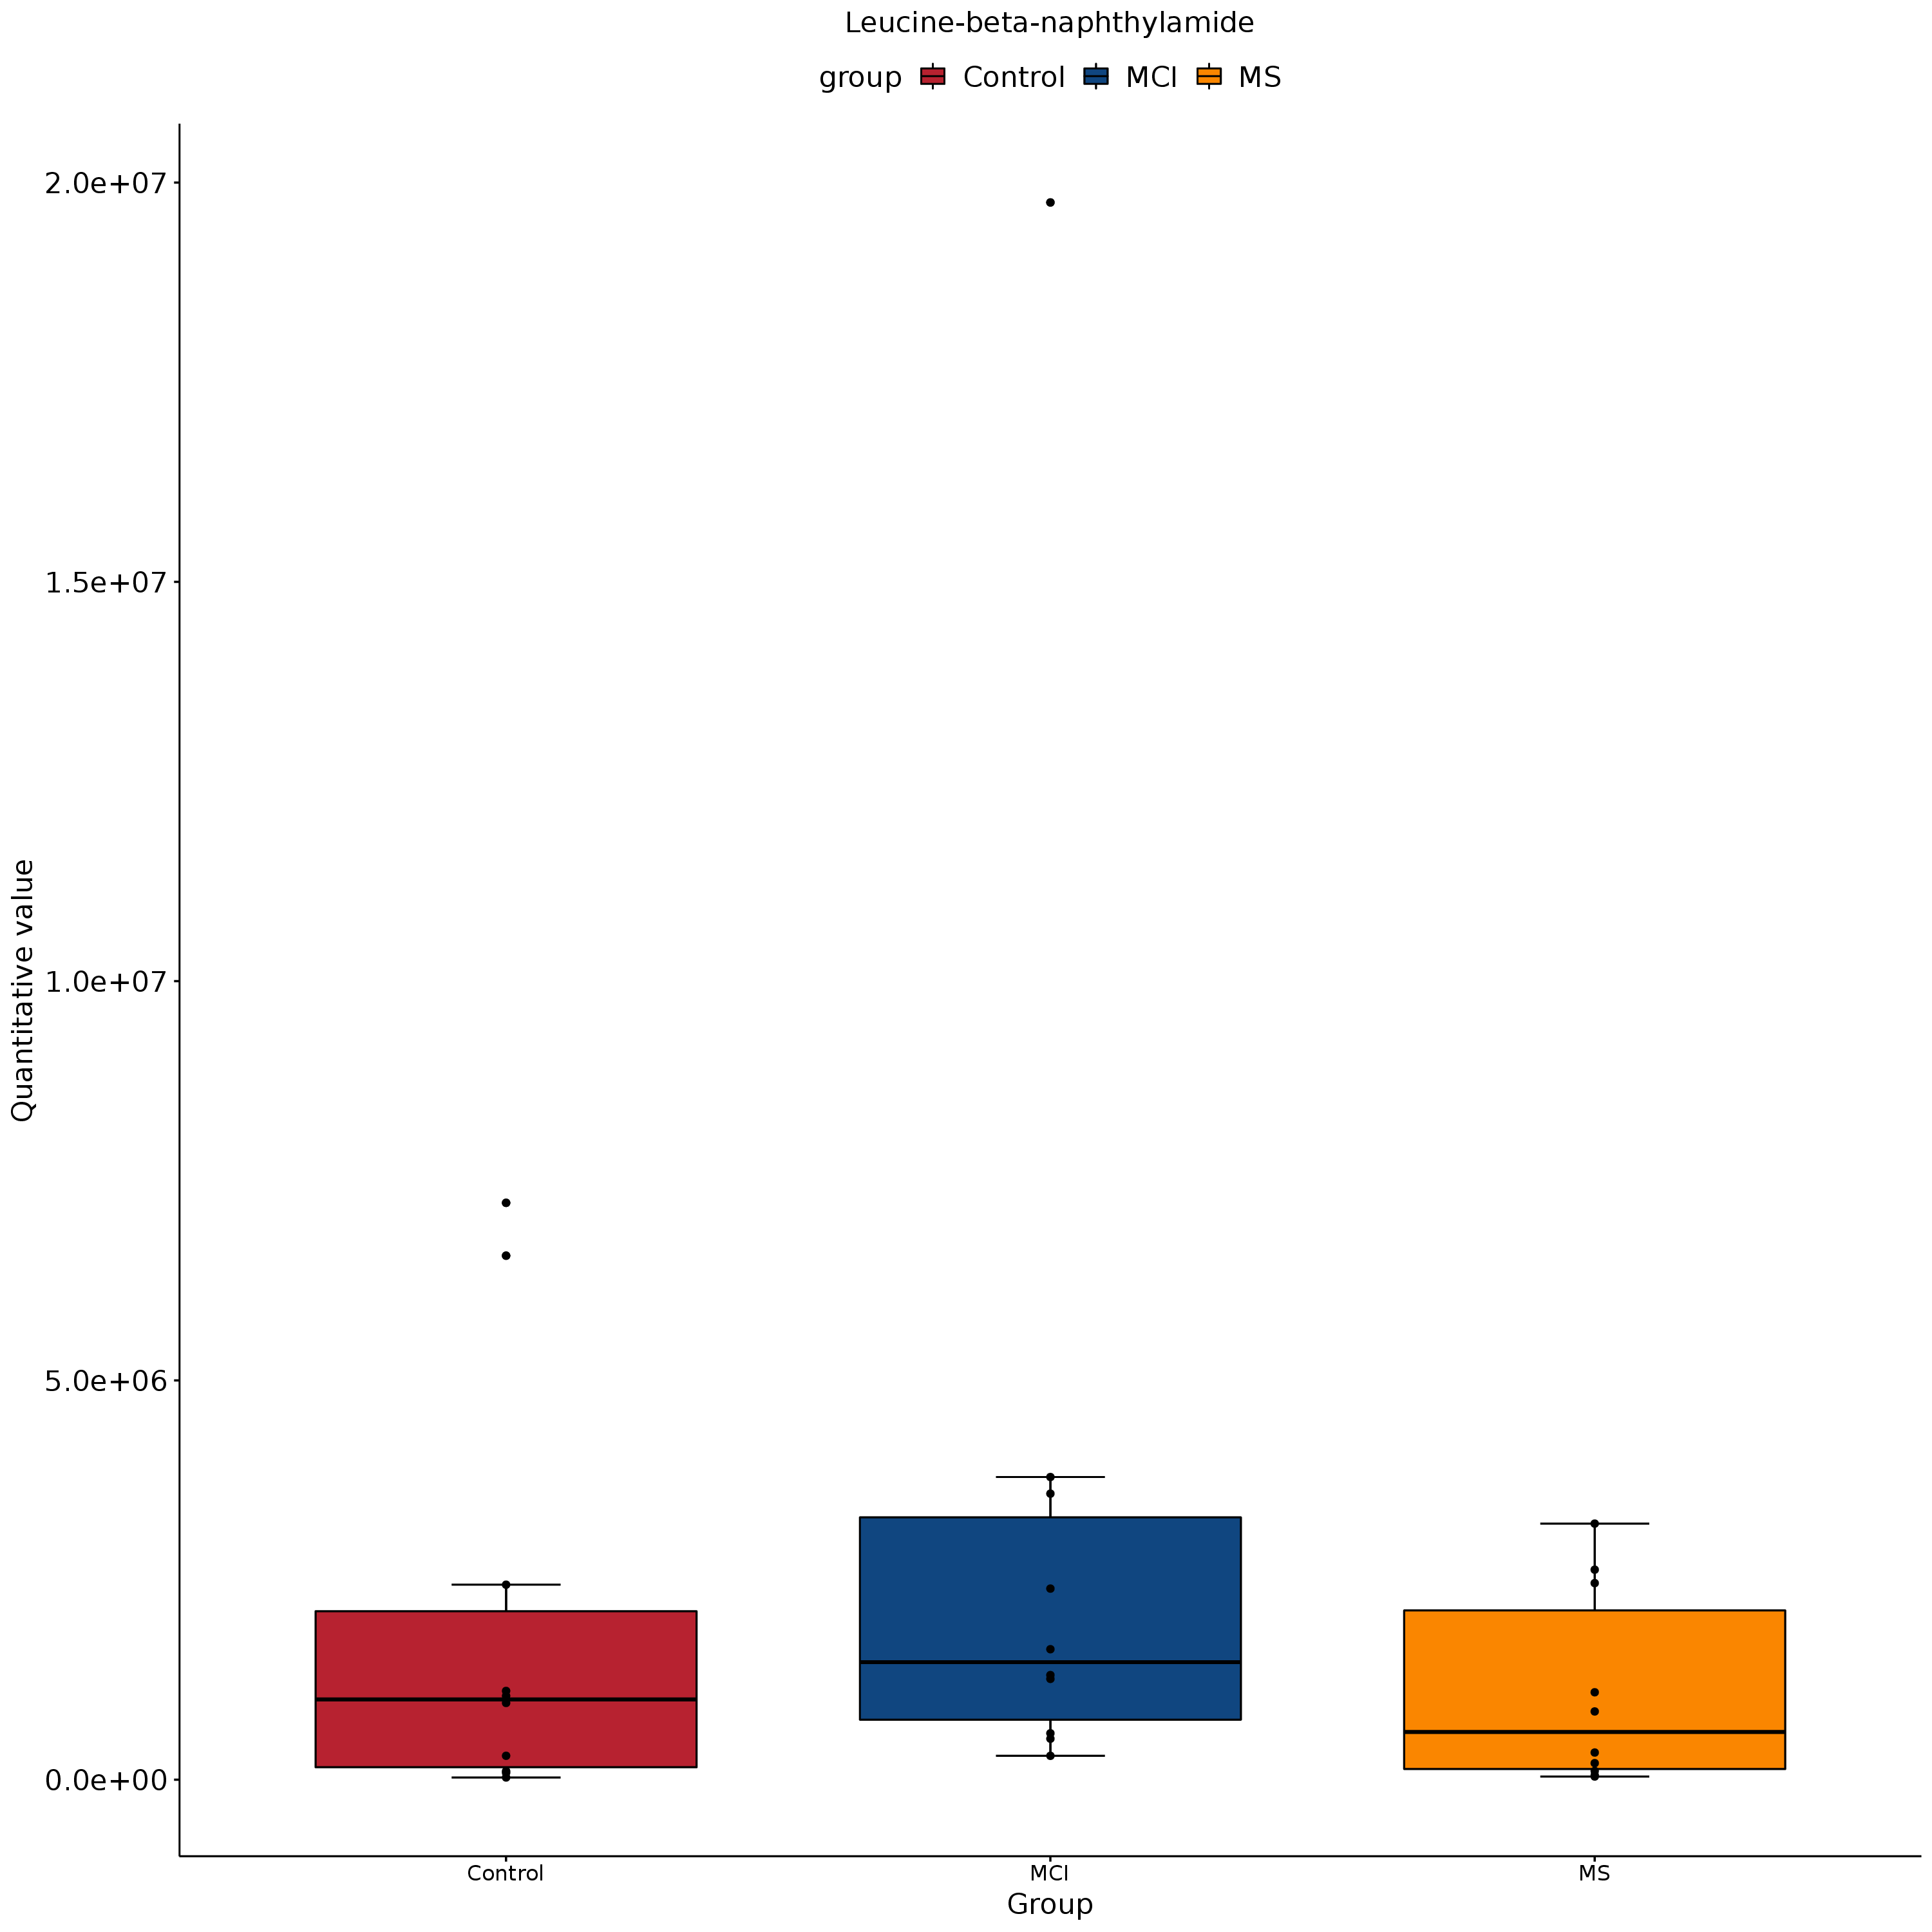 Leucine-beta-naphthylamide
group Control MCI MS
2.0e+07
1.5e+07
1.0e+07
5.0e+06
0.0e+00
Quantitative value
Control MCI MS
Group